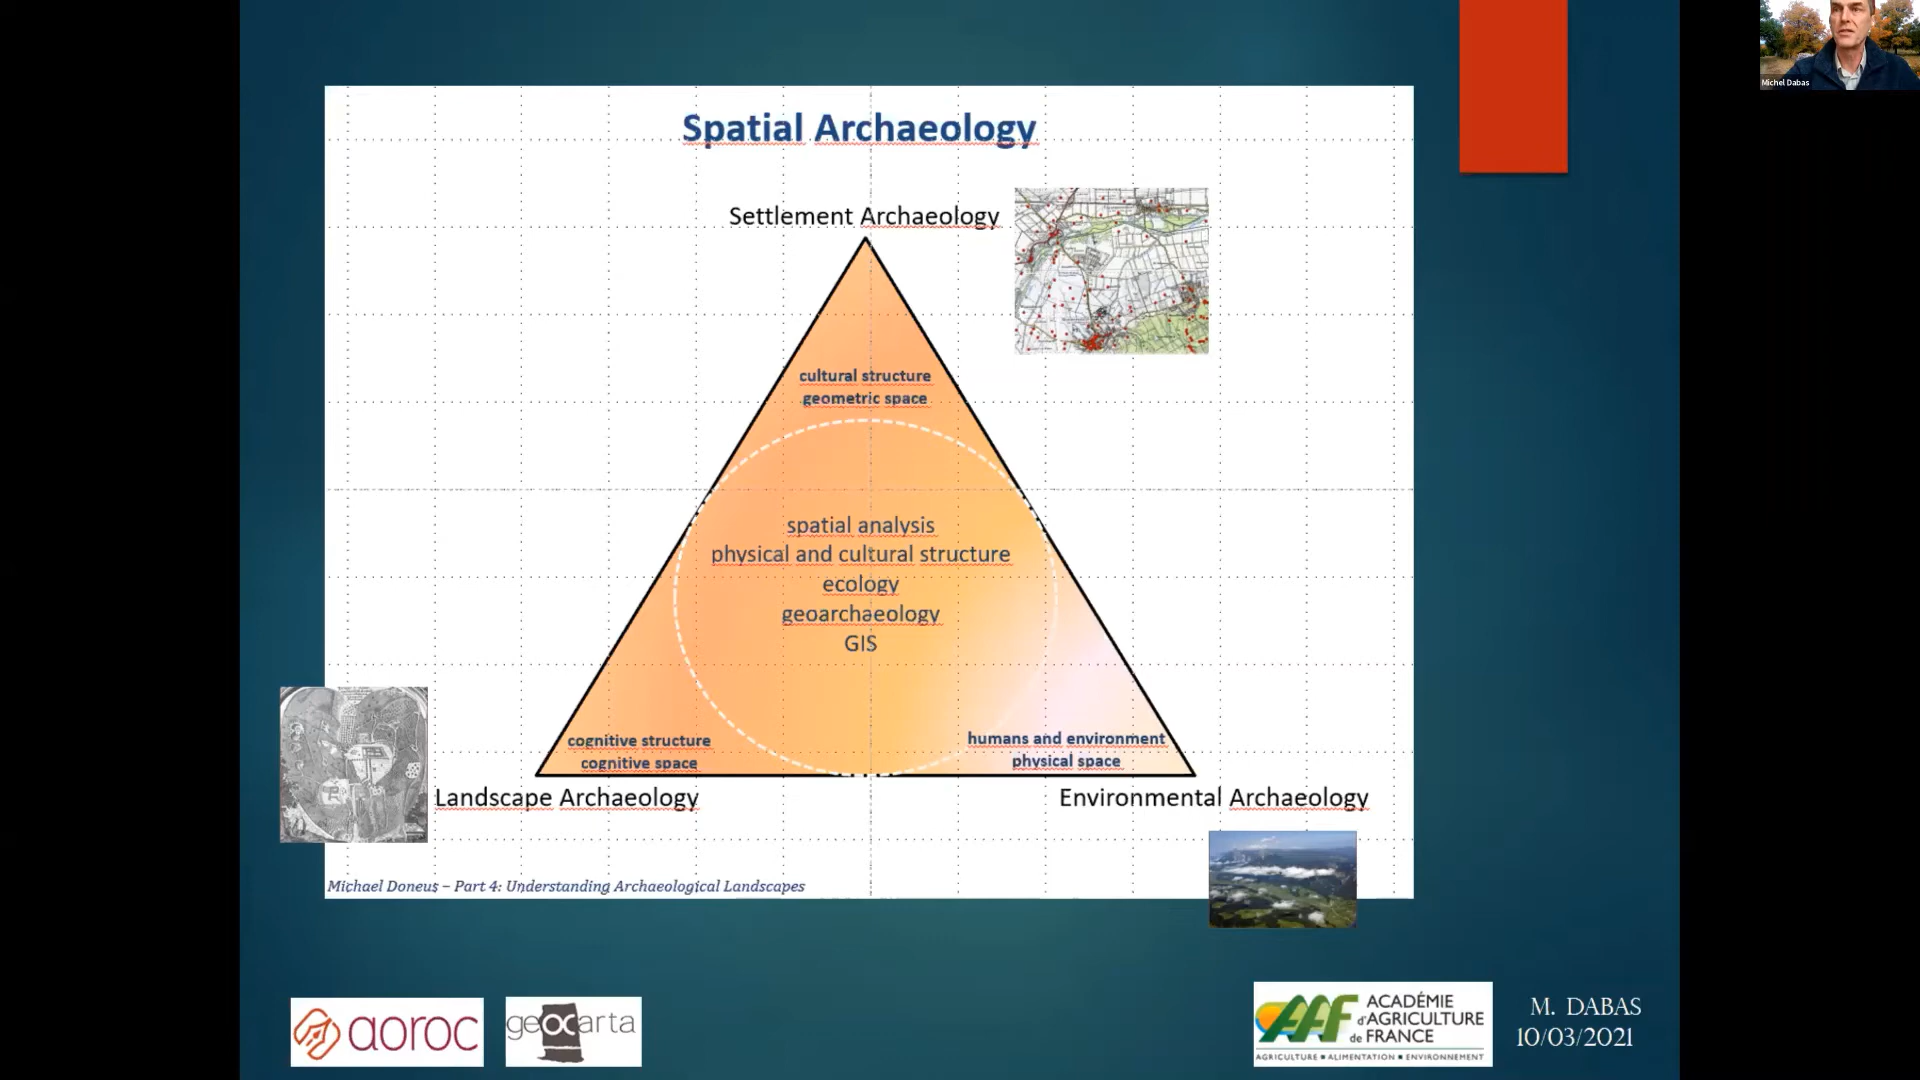 Michel Dabas
Spatial Archaeology
Settlement Archaeology
cultural structure
geometric space
spatial analysis
physical and cultural structure
ecology
geoarchaeology
GIS
cognitive structure
cognitive space
humans and environment
physical space
Landscape Archaeology
Environmental Archaeology
Michael Doneus – Part 4: Understanding Archaeological Landscapes
aoroc
geocarta
AAF
ACADÉMIE
d'AGRICULTURE
de FRANCE
AGRICULTURE ■ ALIMENTATION ■ ENVIRONNEMENT
M. DABAS
10/03/2021